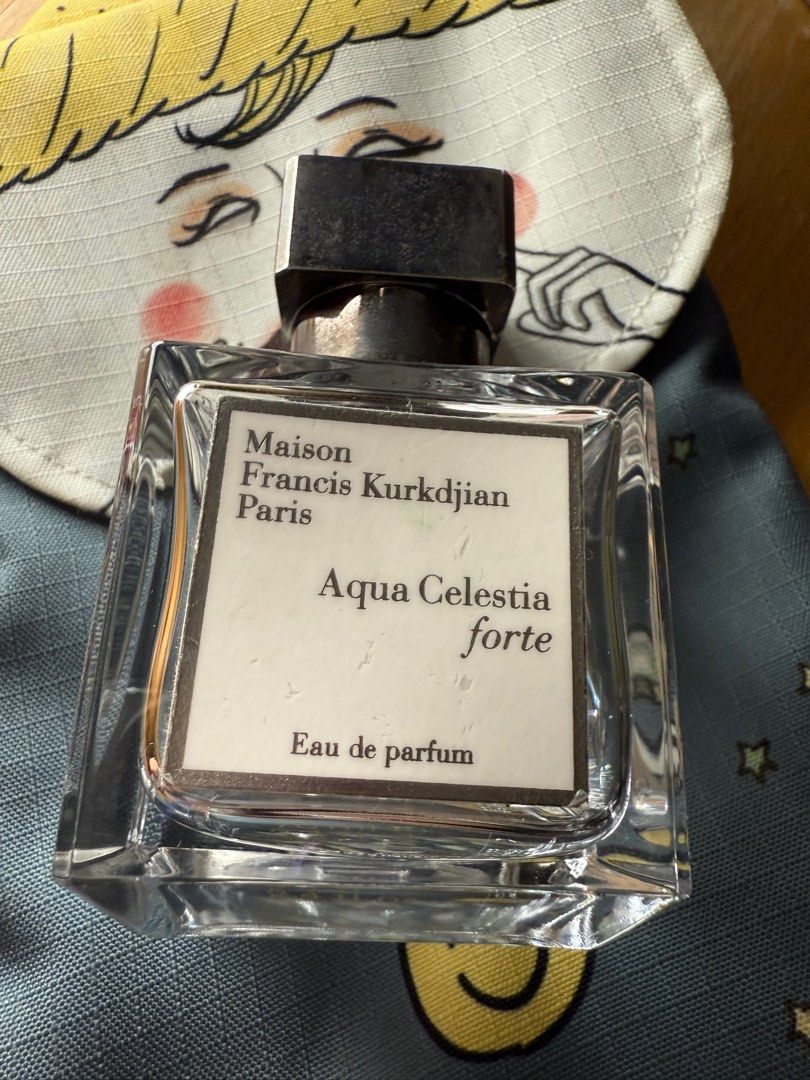 Maison
Francis Kurkdjian
Paris
Aqua Celestia
forte
Eau de parfum